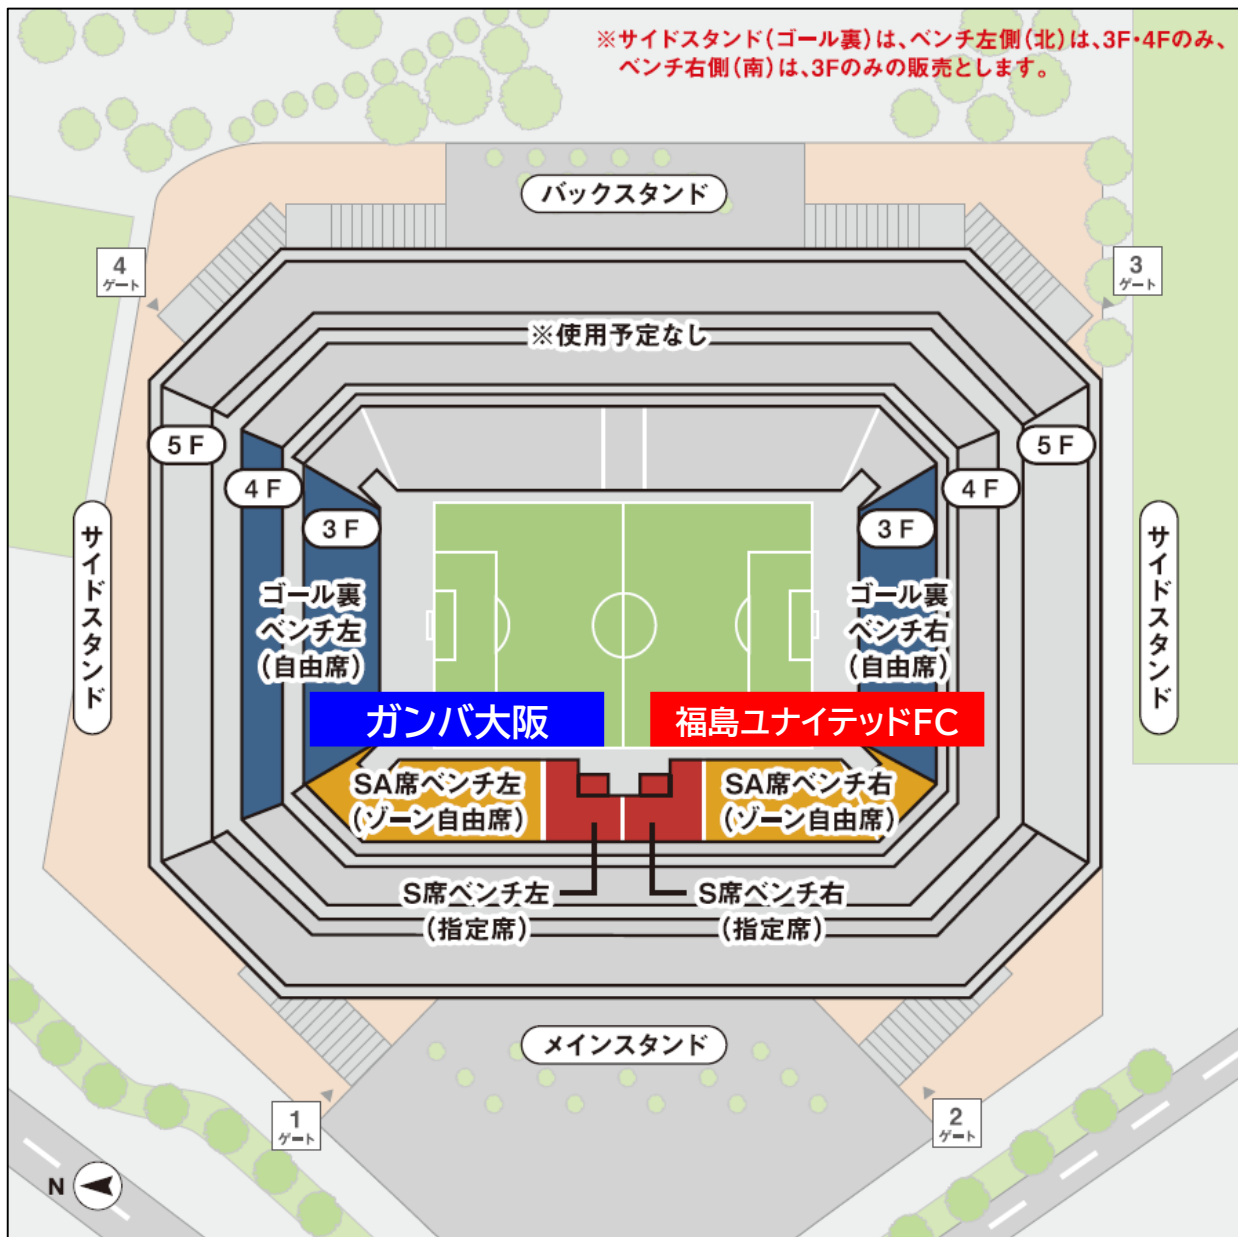 ※サイドスタンド(ゴール裏)は、ベンチ左側(北)は、3F・4Fのみ、
ベンチ右側(南)は、3Fのみの販売とします。
バックスタンド
4
ゲート
3
ゲート
※使用予定なし
5F
4F
3F
3F
4F
5F
サイドスタンド
サイドスタンド
ゴール裏
ベンチ左
(自由席)
ゴール裏
ベンチ右
(自由席)
ガンバ大阪
福島ユナイテッドFC
SA席ベンチ左
(ゾーン自由席)
SA席ベンチ右
(ゾーン自由席)
S席ベンチ左
(指定席)
S席ベンチ右
(指定席)
メインスタンド
1
ゲート
2
ゲート
N